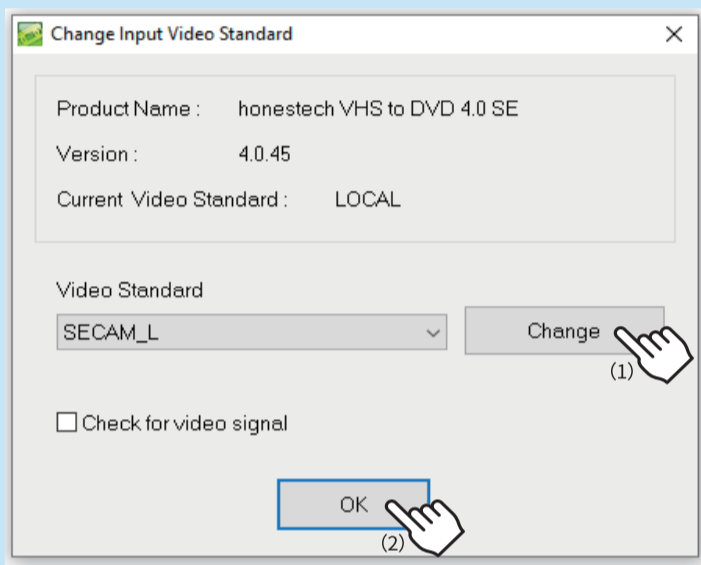 Change Input Video Standard
Product Name : honestech VHS to DVD 4.0 SE
Version : 4.0.45
Current Video Standard : LOCAL
Video Standard
SECAM_L
Change
(1)
Check for video signal
OK
(2)